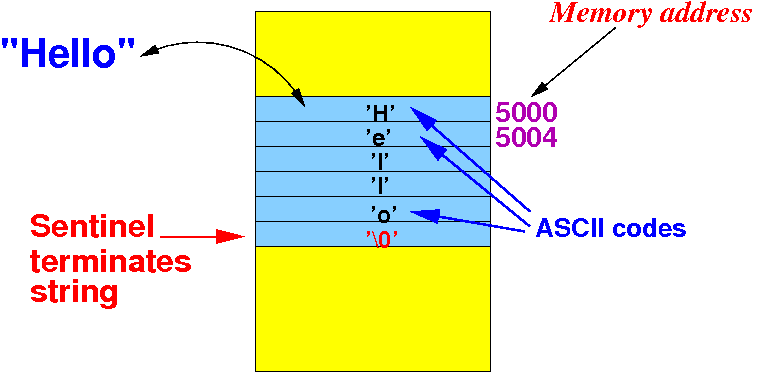 Memory address
"Hello"
'H'
5000
'e'
5004
'l'
'l'
'o'
Sentinel
ASCII codes
'\0'
terminates
string